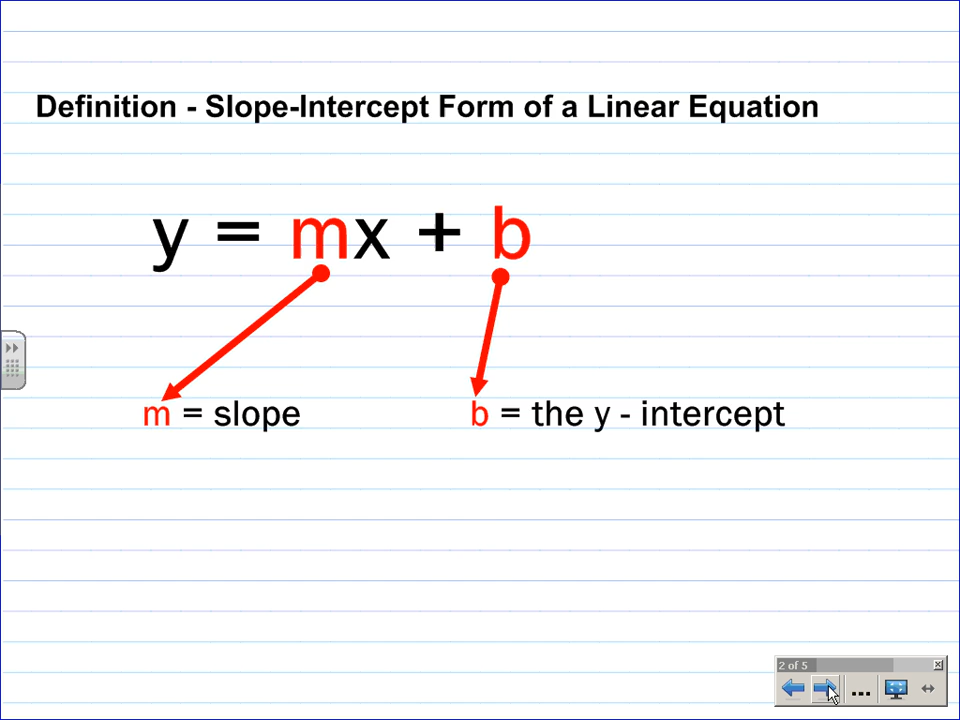 Definition - Slope-Intercept Form of a Linear Equation
y = mx + b
m = slope
b = the y - intercept
2 of 5